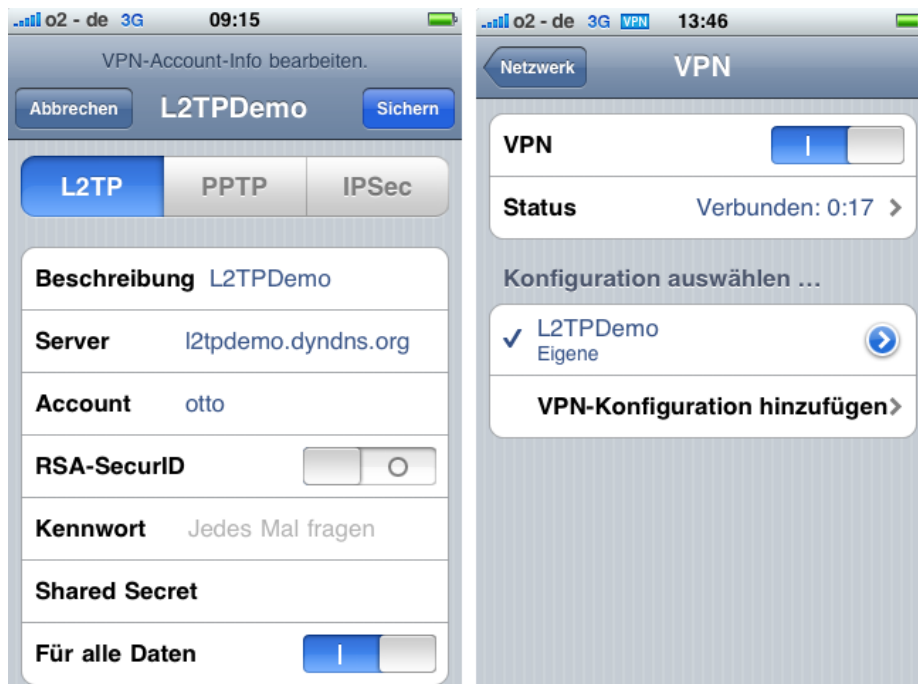 o2 - de 3G 09:15
VPN-Account-Info bearbeiten.
Abbrechen L2TPDemo Sichern
L2TP PPTP IPSec
Beschreibung L2TPDemo
Server l2tpdemo.dyndns.org
Account otto
RSA-SecurID
Kennwort Jedes Mal fragen
Shared Secret
Für alle Daten
o2 - de 3G VPN 13:46
Netzwerk VPN
VPN
Status Verbunden: 0:17
Konfiguration auswählen ...
L2TPDemo
Eigene
VPN-Konfiguration hinzufügen